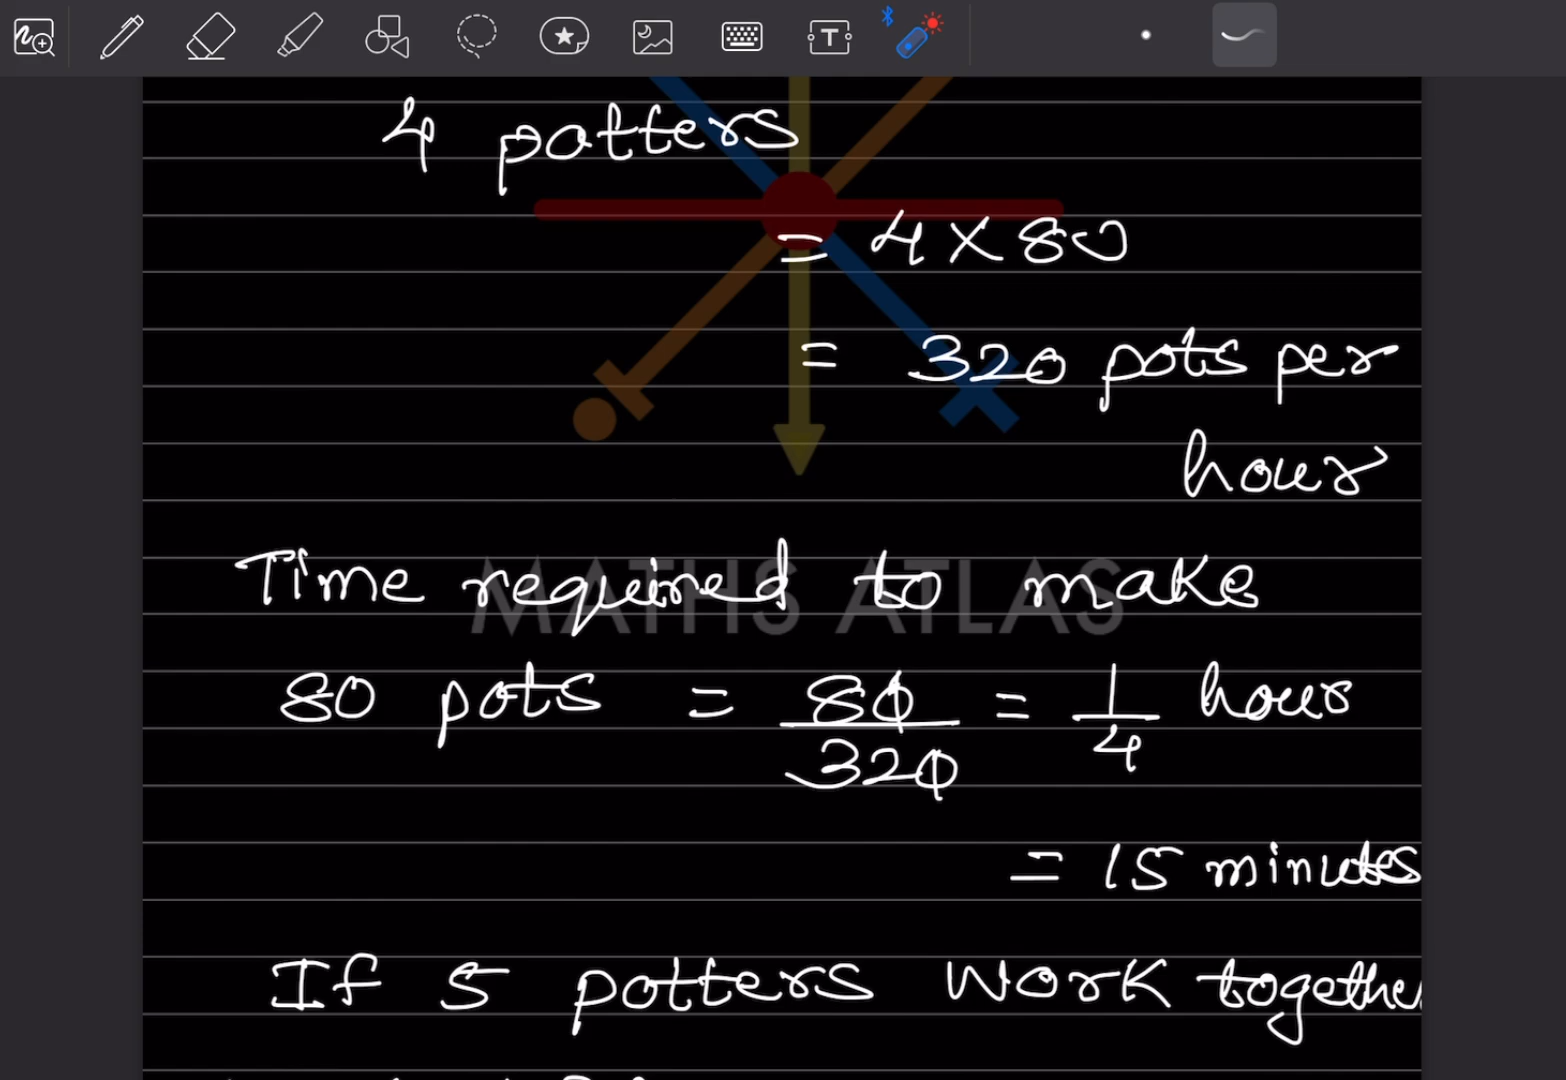 4 potters
= 4 × 80
= 320 pots per
hour
Time required to make
MATHS ATLAS
80 pots = 80/320 = 1/4 hour
= 15 minutes
If 5 potters work together